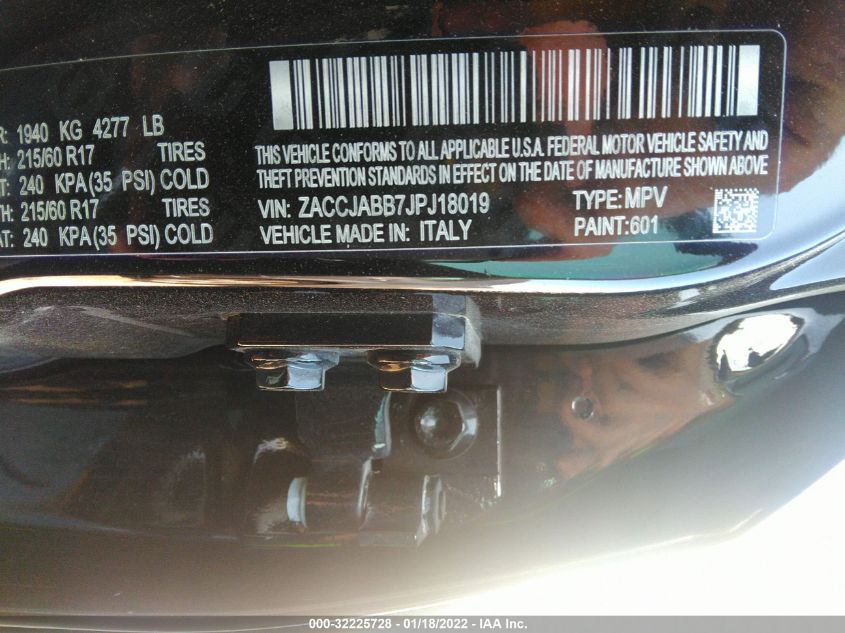 R: 1940 KG 4277 LB
H: 215/60 R17 TIRES
T: 240 KPA(35 PSI) COLD
TH: 215/60 R17 TIRES
AT: 240 KPA(35 PSI) COLD
THIS VEHICLE CONFORMS TO ALL APPLICABLE U.S.A. FEDERAL MOTOR VEHICLE SAFETY AND
THEFT PREVENTION STANDARDS IN EFFECT ON THE DATE OF MANUFACTURE SHOWN ABOVE
VIN: ZACCJABB7JPJ18019 TYPE: MPV
VEHICLE MADE IN: ITALY PAINT:601
000-32225728 - 01/18/2022 - IAA Inc.